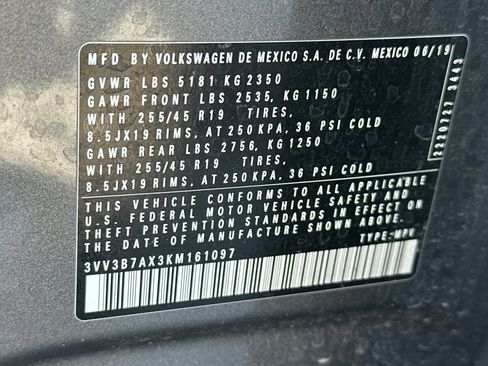 MFD BY VOLKSWAGEN DE MEXICO S.A. DE C.V. MEXICO 06/19
GVWR LBS 5181 KG 2350
GAWR FRONT LBS 2535, KG 1150
WITH 255/45 R19 TIRES,
8.5JX19 RIMS, AT 250 KPA, 36 PSI COLD
GAWR REAR LBS 2756, KG 1250
WITH 255/45 R19 TIRES,
8.5JX19 RIMS, AT 250 KPA, 36 PSI COLD
THIS VEHICLE CONFORMS TO ALL APPLICABLE
U.S. FEDERAL MOTOR VEHICLE SAFETY AND
THEFT PREVENTION STANDARDS IN EFFECT ON
THE DATE OF MANUFACTURE SHOWN ABOVE.
3VV3B7AX3KM161097 TYPE:MPV
2220727 3443